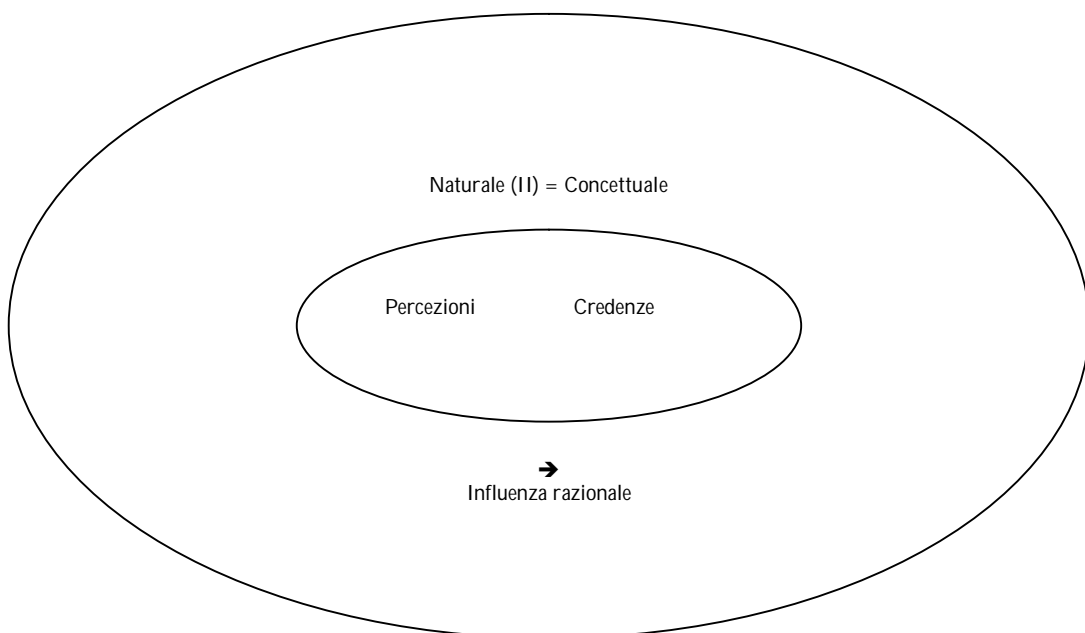 Naturale (II) = Concettuale
Percezioni Credenze
➔
Influenza razionale